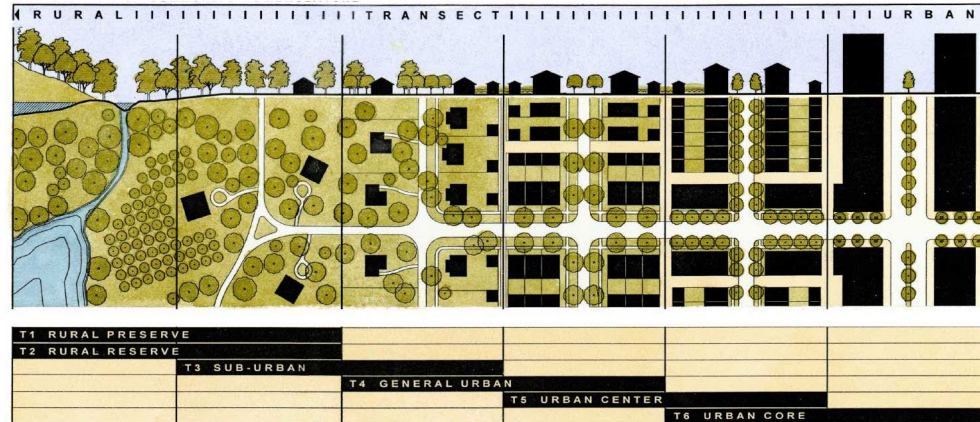 RURAL TRANSECT URBAN
T1 RURAL PRESERVE
T2 RURAL RESERVE
T3 SUB-URBAN
T4 GENERAL URBAN
T5 URBAN CENTER
T6 URBAN CORE